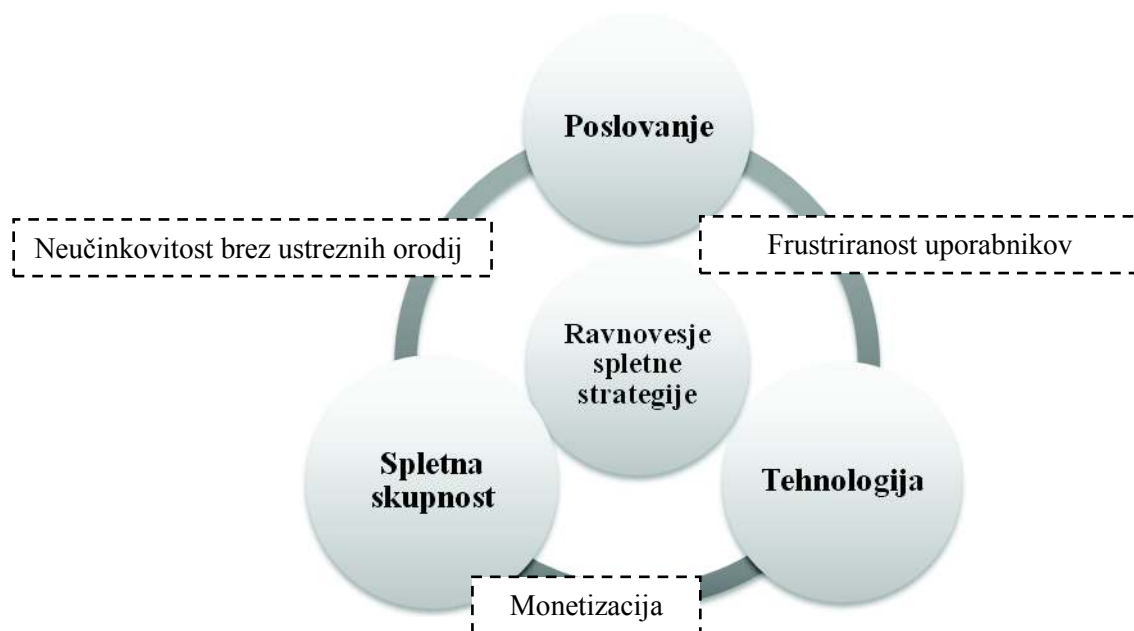 Poslovanje
Neučinkovitost brez ustreznih orodij
Frustriranost uporabnikov
Ravnovesje
spletne
strategije
Spletna
skupnost
Tehnologija
Monetizacija